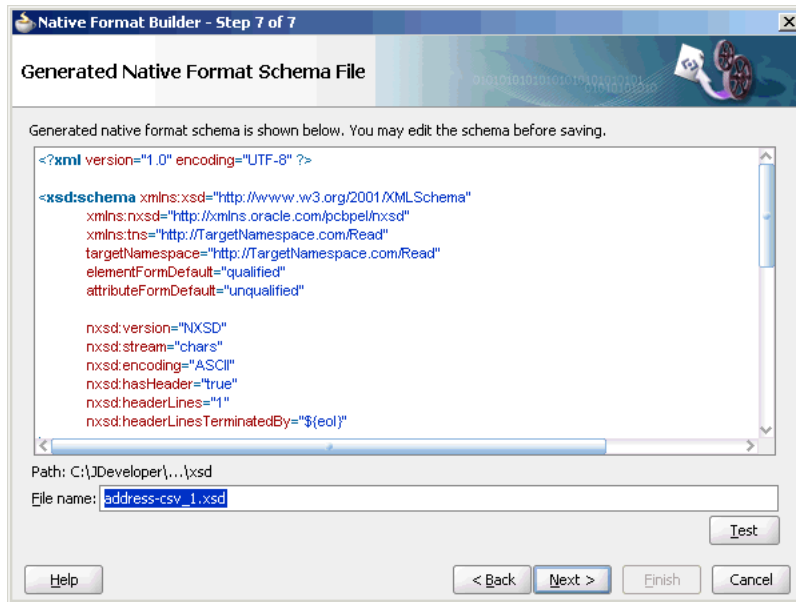 Native Format Builder - Step 7 of 7
Generated Native Format Schema File
Generated native format schema is shown below. You may edit the schema before saving.
<?xml version="1.0" encoding="UTF-8" ?>
<xsd:schema xmlns:xsd="http://www.w3.org/2001/XMLSchema"
xmlns:nxsd="http://xmlns.oracle.com/pcbpel/nxsd"
xmlns:tns="http://TargetNamespace.com/Read"
targetNamespace="http://TargetNamespace.com/Read"
elementFormDefault="qualified"
attributeFormDefault="unqualified"
nxsd:version="NXSD"
nxsd:stream="chars"
nxsd:encoding="ASCII"
nxsd:hasHeader="true"
nxsd:headerLines="1"
nxsd:headerLinesTerminatedBy="${eol}"
Path: C:\JDeveloper\...\xsd
File name: address-csv_1.xsd
Test
Help < Back Next > Finish Cancel